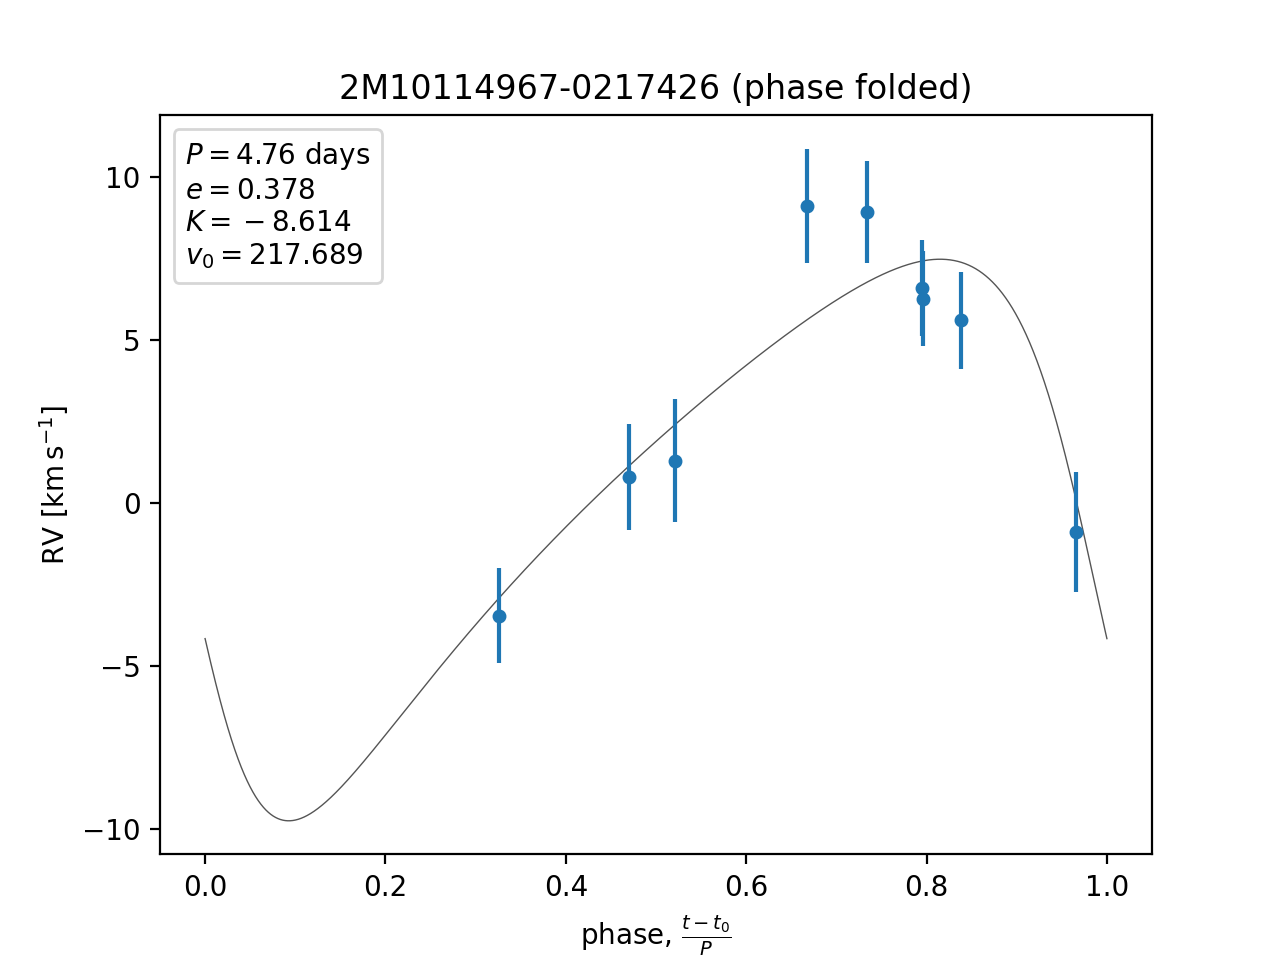 2M10114967-0217426 (phase folded)
P = 4.76 days
e = 0.378
K = −8.614
v₀ = 217.689
10
5
0
−5
−10
RV [km s⁻¹]
0.0 0.2 0.4 0.6 0.8 1.0
phase, (t − t₀)/P